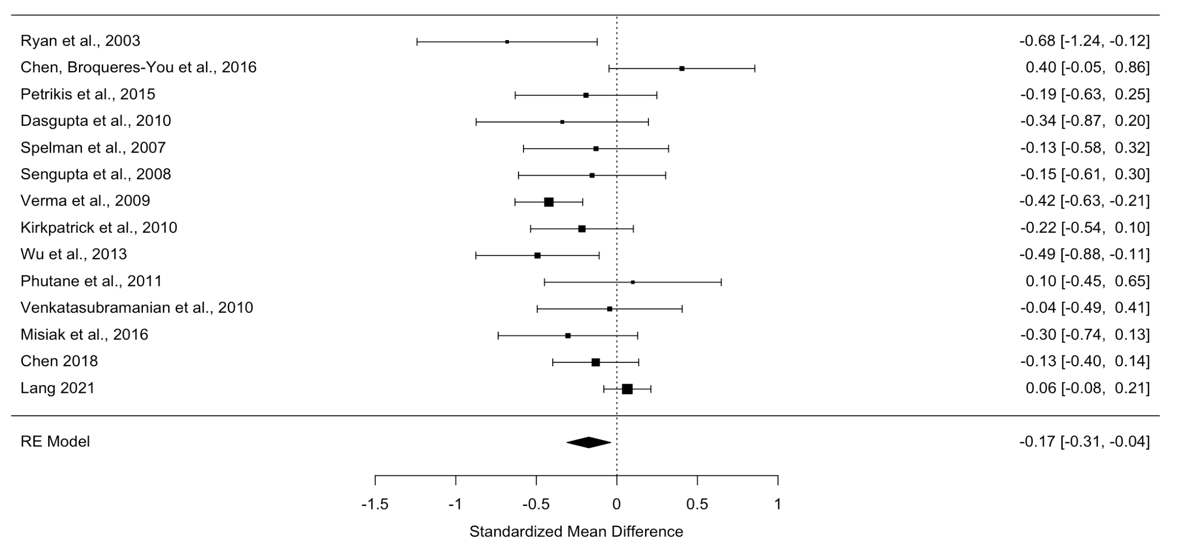 Ryan et al., 2003 -0.68 [-1.24, -0.12]
Chen, Broqueres-You et al., 2016 0.40 [-0.05, 0.86]
Petrikis et al., 2015 -0.19 [-0.63, 0.25]
Dasgupta et al., 2010 -0.34 [-0.87, 0.20]
Spelman et al., 2007 -0.13 [-0.58, 0.32]
Sengupta et al., 2008 -0.15 [-0.61, 0.30]
Verma et al., 2009 -0.42 [-0.63, -0.21]
Kirkpatrick et al., 2010 -0.22 [-0.54, 0.10]
Wu et al., 2013 -0.49 [-0.88, -0.11]
Phutane et al., 2011 0.10 [-0.45, 0.65]
Venkatasubramanian et al., 2010 -0.04 [-0.49, 0.41]
Misiak et al., 2016 -0.30 [-0.74, 0.13]
Chen 2018 -0.13 [-0.40, 0.14]
Lang 2021 0.06 [-0.08, 0.21]
RE Model -0.17 [-0.31, -0.04]
-1.5 -1 -0.5 0 0.5 1
Standardized Mean Difference